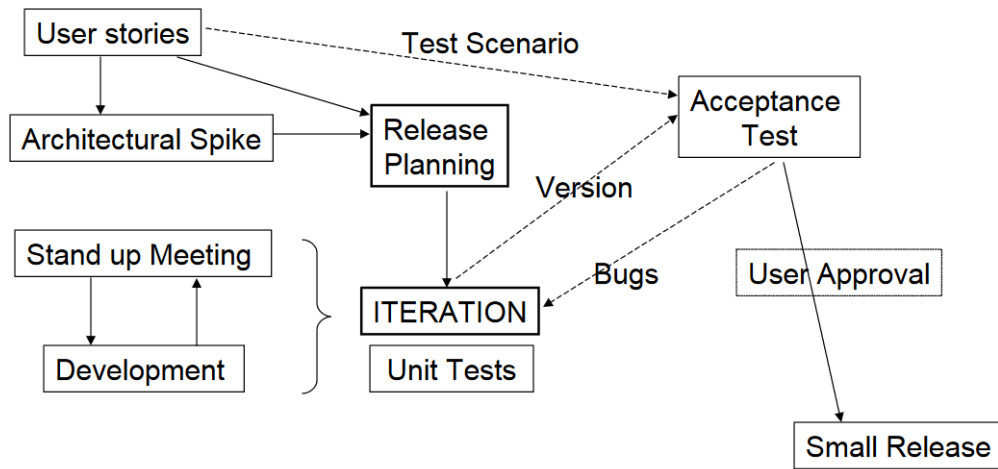 User stories
Test Scenario
Acceptance
Test
Architectural Spike
Release
Planning
Version
Stand up Meeting
Bugs
User Approval
ITERATION
Development
Unit Tests
Small Release